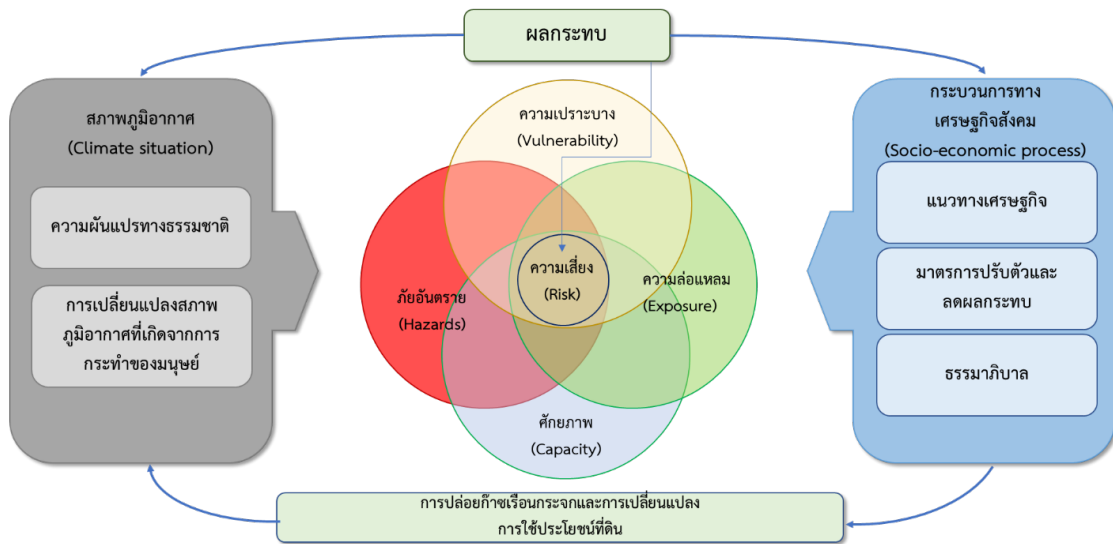 ผลกระทบ
สภาพภูมิอากาศ
(Climate situation)
ความผันแปรทางธรรมชาติ
การเปลี่ยนแปลงสภาพ
ภูมิอากาศที่เกิดจากการ
กระทำของมนุษย์
ความเปราะบาง
(Vulnerability)
ภัยอันตราย
(Hazards)
ความเสี่ยง
(Risk)
ความล่อแหลม
(Exposure)
ศักยภาพ
(Capacity)
กระบวนการทาง
เศรษฐกิจสังคม
(Socio-economic process)
แนวทางเศรษฐกิจ
มาตรการปรับตัวและ
ลดผลกระทบ
ธรรมาภิบาล
การปล่อยก๊าซเรือนกระจกและการเปลี่ยนแปลง
การใช้ประโยชน์ที่ดิน